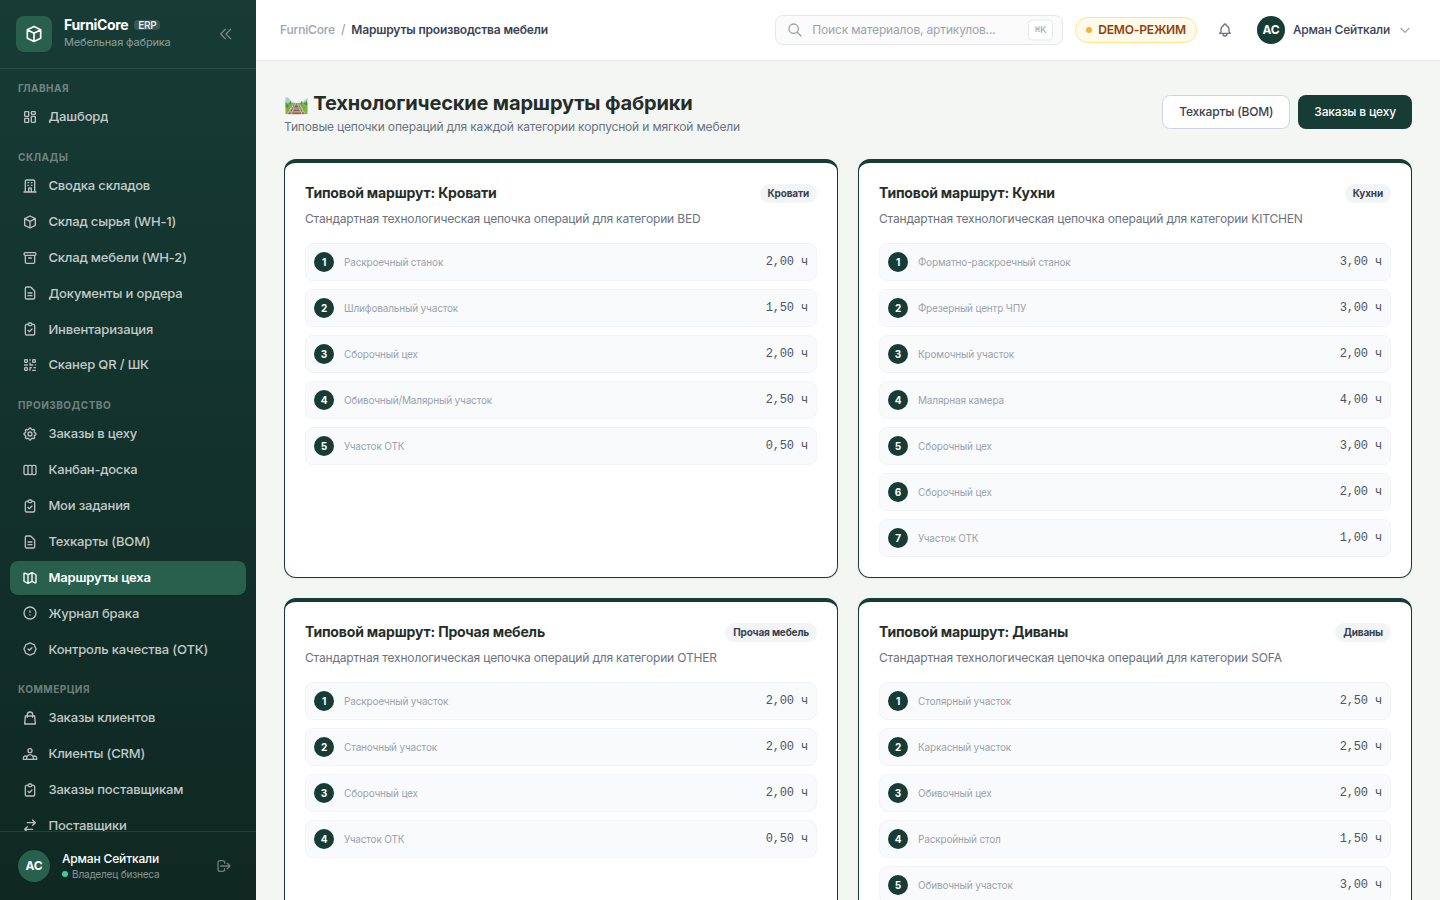 FurniCore ERP
Мебельная фабрика
ГЛАВНАЯ
Дашборд
СКЛАДЫ
Сводка складов
Склад сырья (WH-1)
Склад мебели (WH-2)
Документы и ордера
Инвентаризация
Сканер QR / ШК
ПРОИЗВОДСТВО
Заказы в цеху
Канбан-доска
Мои задания
Техкарты (BOM)
Маршруты цеха
Журнал брака
Контроль качества (ОТК)
КОММЕРЦИЯ
Заказы клиентов
Клиенты (CRM)
Заказы поставщикам
Поставщики
АС Арман Сейткали
Владелец бизнеса
FurniCore / Маршруты производства мебели
Поиск материалов, артикулов... ⌘K
DEMO-РЕЖИМ
АС Арман Сейткали
Технологические маршруты фабрики
Типовые цепочки операций для каждой категории корпусной и мягкой мебели
Техкарты (BOM)
Заказы в цеху
Типовой маршрут: Кровати Кровати
Стандартная технологическая цепочка операций для категории BED
1 Раскроечный станок 2,00 ч
2 Шлифовальный участок 1,50 ч
3 Сборочный цех 2,00 ч
4 Обивочный/Малярный участок 2,50 ч
5 Участок ОТК 0,50 ч
Типовой маршрут: Кухни Кухни
Стандартная технологическая цепочка операций для категории KITCHEN
1 Форматно-раскроечный станок 3,00 ч
2 Фрезерный центр ЧПУ 3,00 ч
3 Кромочный участок 2,00 ч
4 Малярная камера 4,00 ч
5 Сборочный цех 3,00 ч
6 Сборочный цех 2,00 ч
7 Участок ОТК 1,00 ч
Типовой маршрут: Прочая мебель Прочая мебель
Стандартная технологическая цепочка операций для категории OTHER
1 Раскроечный участок 2,00 ч
2 Станочный участок 2,00 ч
3 Сборочный цех 2,00 ч
4 Участок ОТК 0,50 ч
Типовой маршрут: Диваны Диваны
Стандартная технологическая цепочка операций для категории SOFA
1 Столярный участок 2,50 ч
2 Каркасный участок 2,50 ч
3 Обивочный цех 2,00 ч
4 Раскройный стол 1,50 ч
5 Обивочный участок 3,00 ч